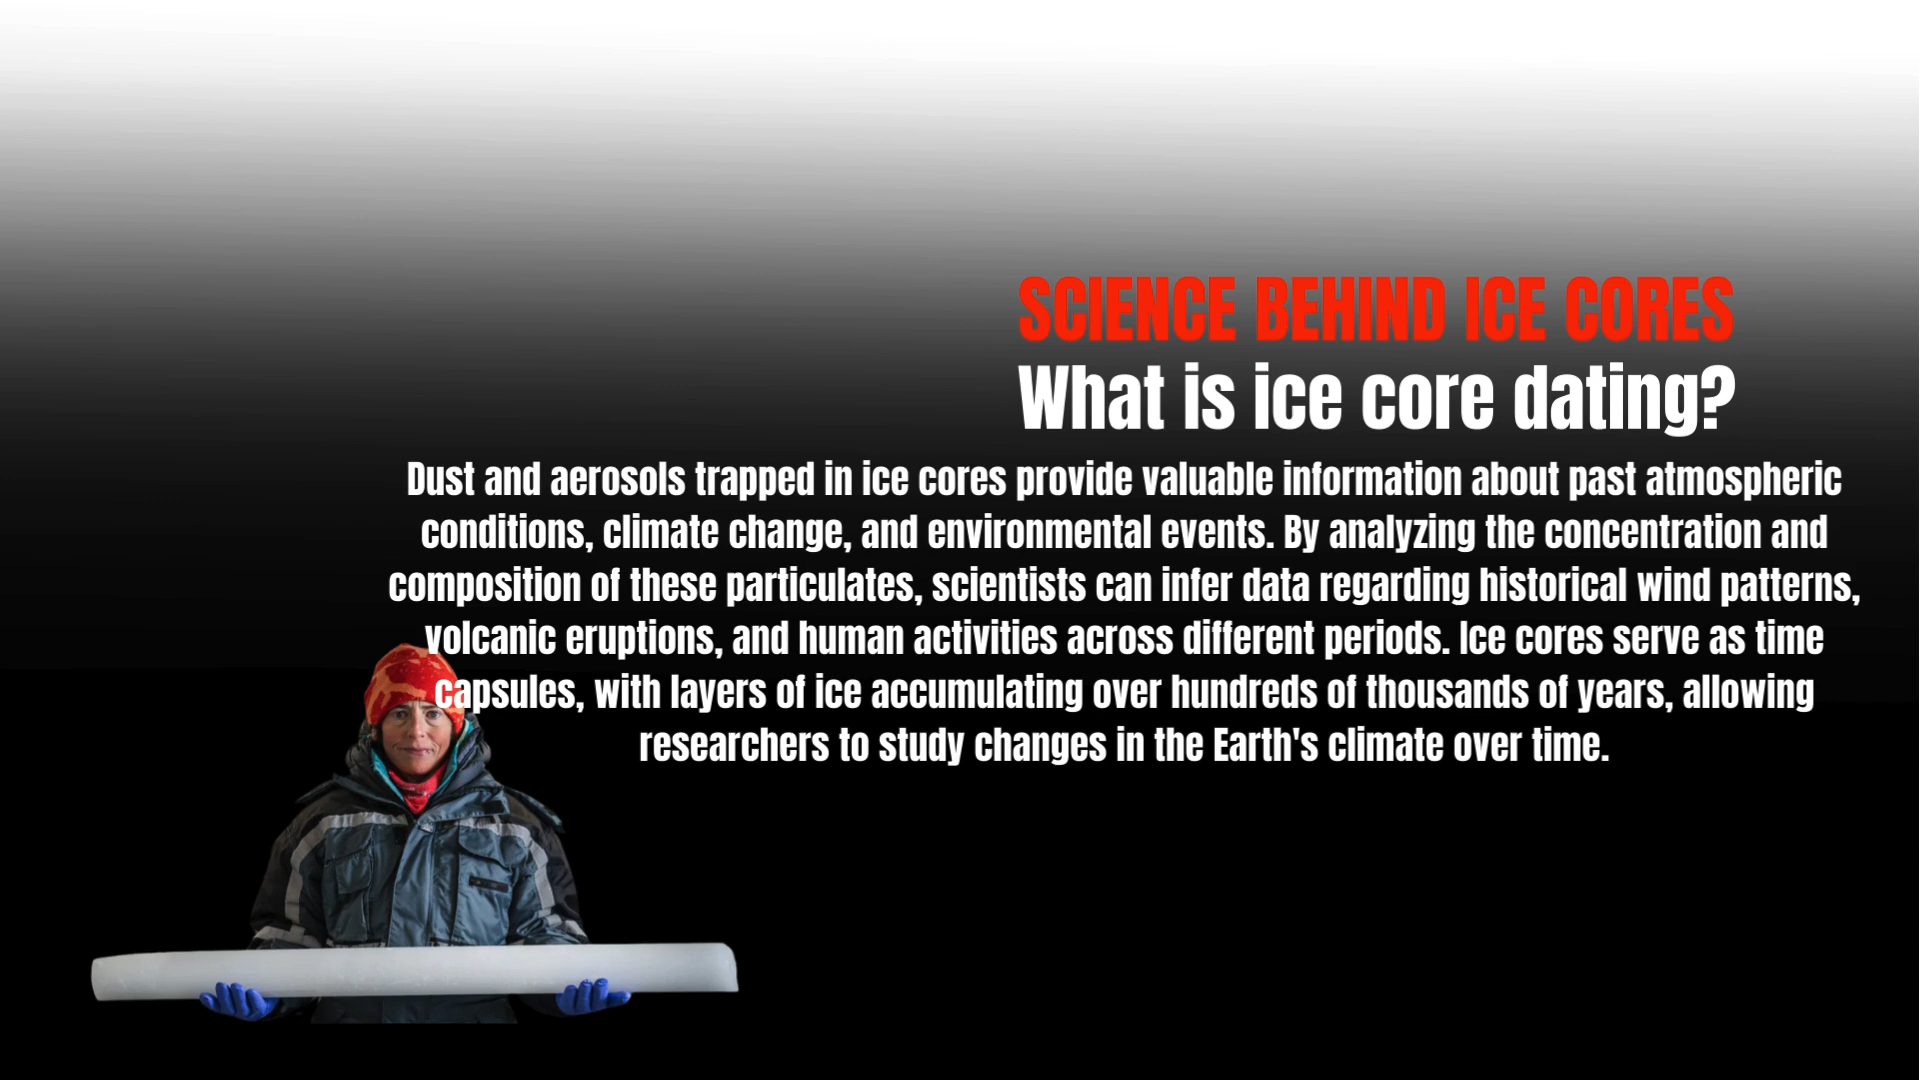 SCIENCE BEHIND ICE CORES
What is ice core dating?
Dust and aerosols trapped in ice cores provide valuable information about past atmospheric
conditions, climate change, and environmental events. By analyzing the concentration and
composition of these particulates, scientists can infer data regarding historical wind patterns,
volcanic eruptions, and human activities across different periods. Ice cores serve as time
capsules, with layers of ice accumulating over hundreds of thousands of years, allowing
researchers to study changes in the Earth's climate over time.